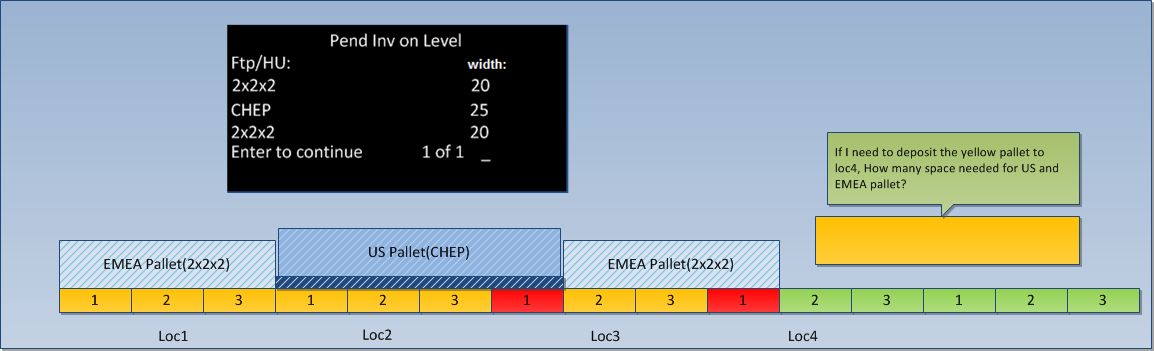 Pend Inv on Level
Ftp/HU: width:
2x2x2 20
CHEP 25
2x2x2 20
Enter to continue 1 of 1 _
If I need to deposit the yellow pallet to
loc4, How many space needed for US and
EMEA pallet?
EMEA Pallet(2x2x2) US Pallet(CHEP) EMEA Pallet(2x2x2)
1 2 3 1 2 3 1 2 3 1 2 3 1 2 3
Loc1 Loc2 Loc3 Loc4